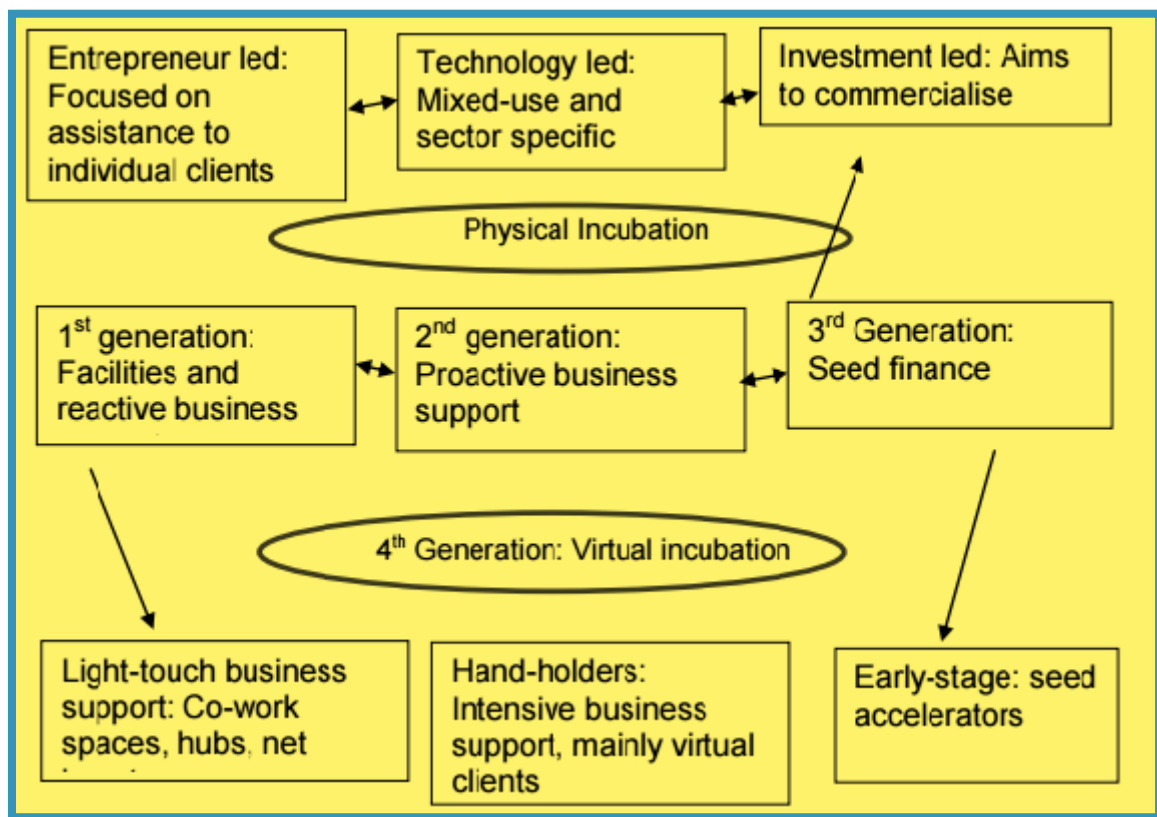 Entrepreneur led:
Focused on
assistance to
individual clients
Technology led:
Mixed-use and
sector specific
Investment led: Aims
to commercialise
Physical Incubation
1st generation:
Facilities and
reactive business
2nd generation:
Proactive business
support
3rd Generation:
Seed finance
4th Generation: Virtual incubation
Light-touch business
support: Co-work
spaces, hubs, net
Hand-holders:
Intensive business
support, mainly virtual
clients
Early-stage: seed
accelerators